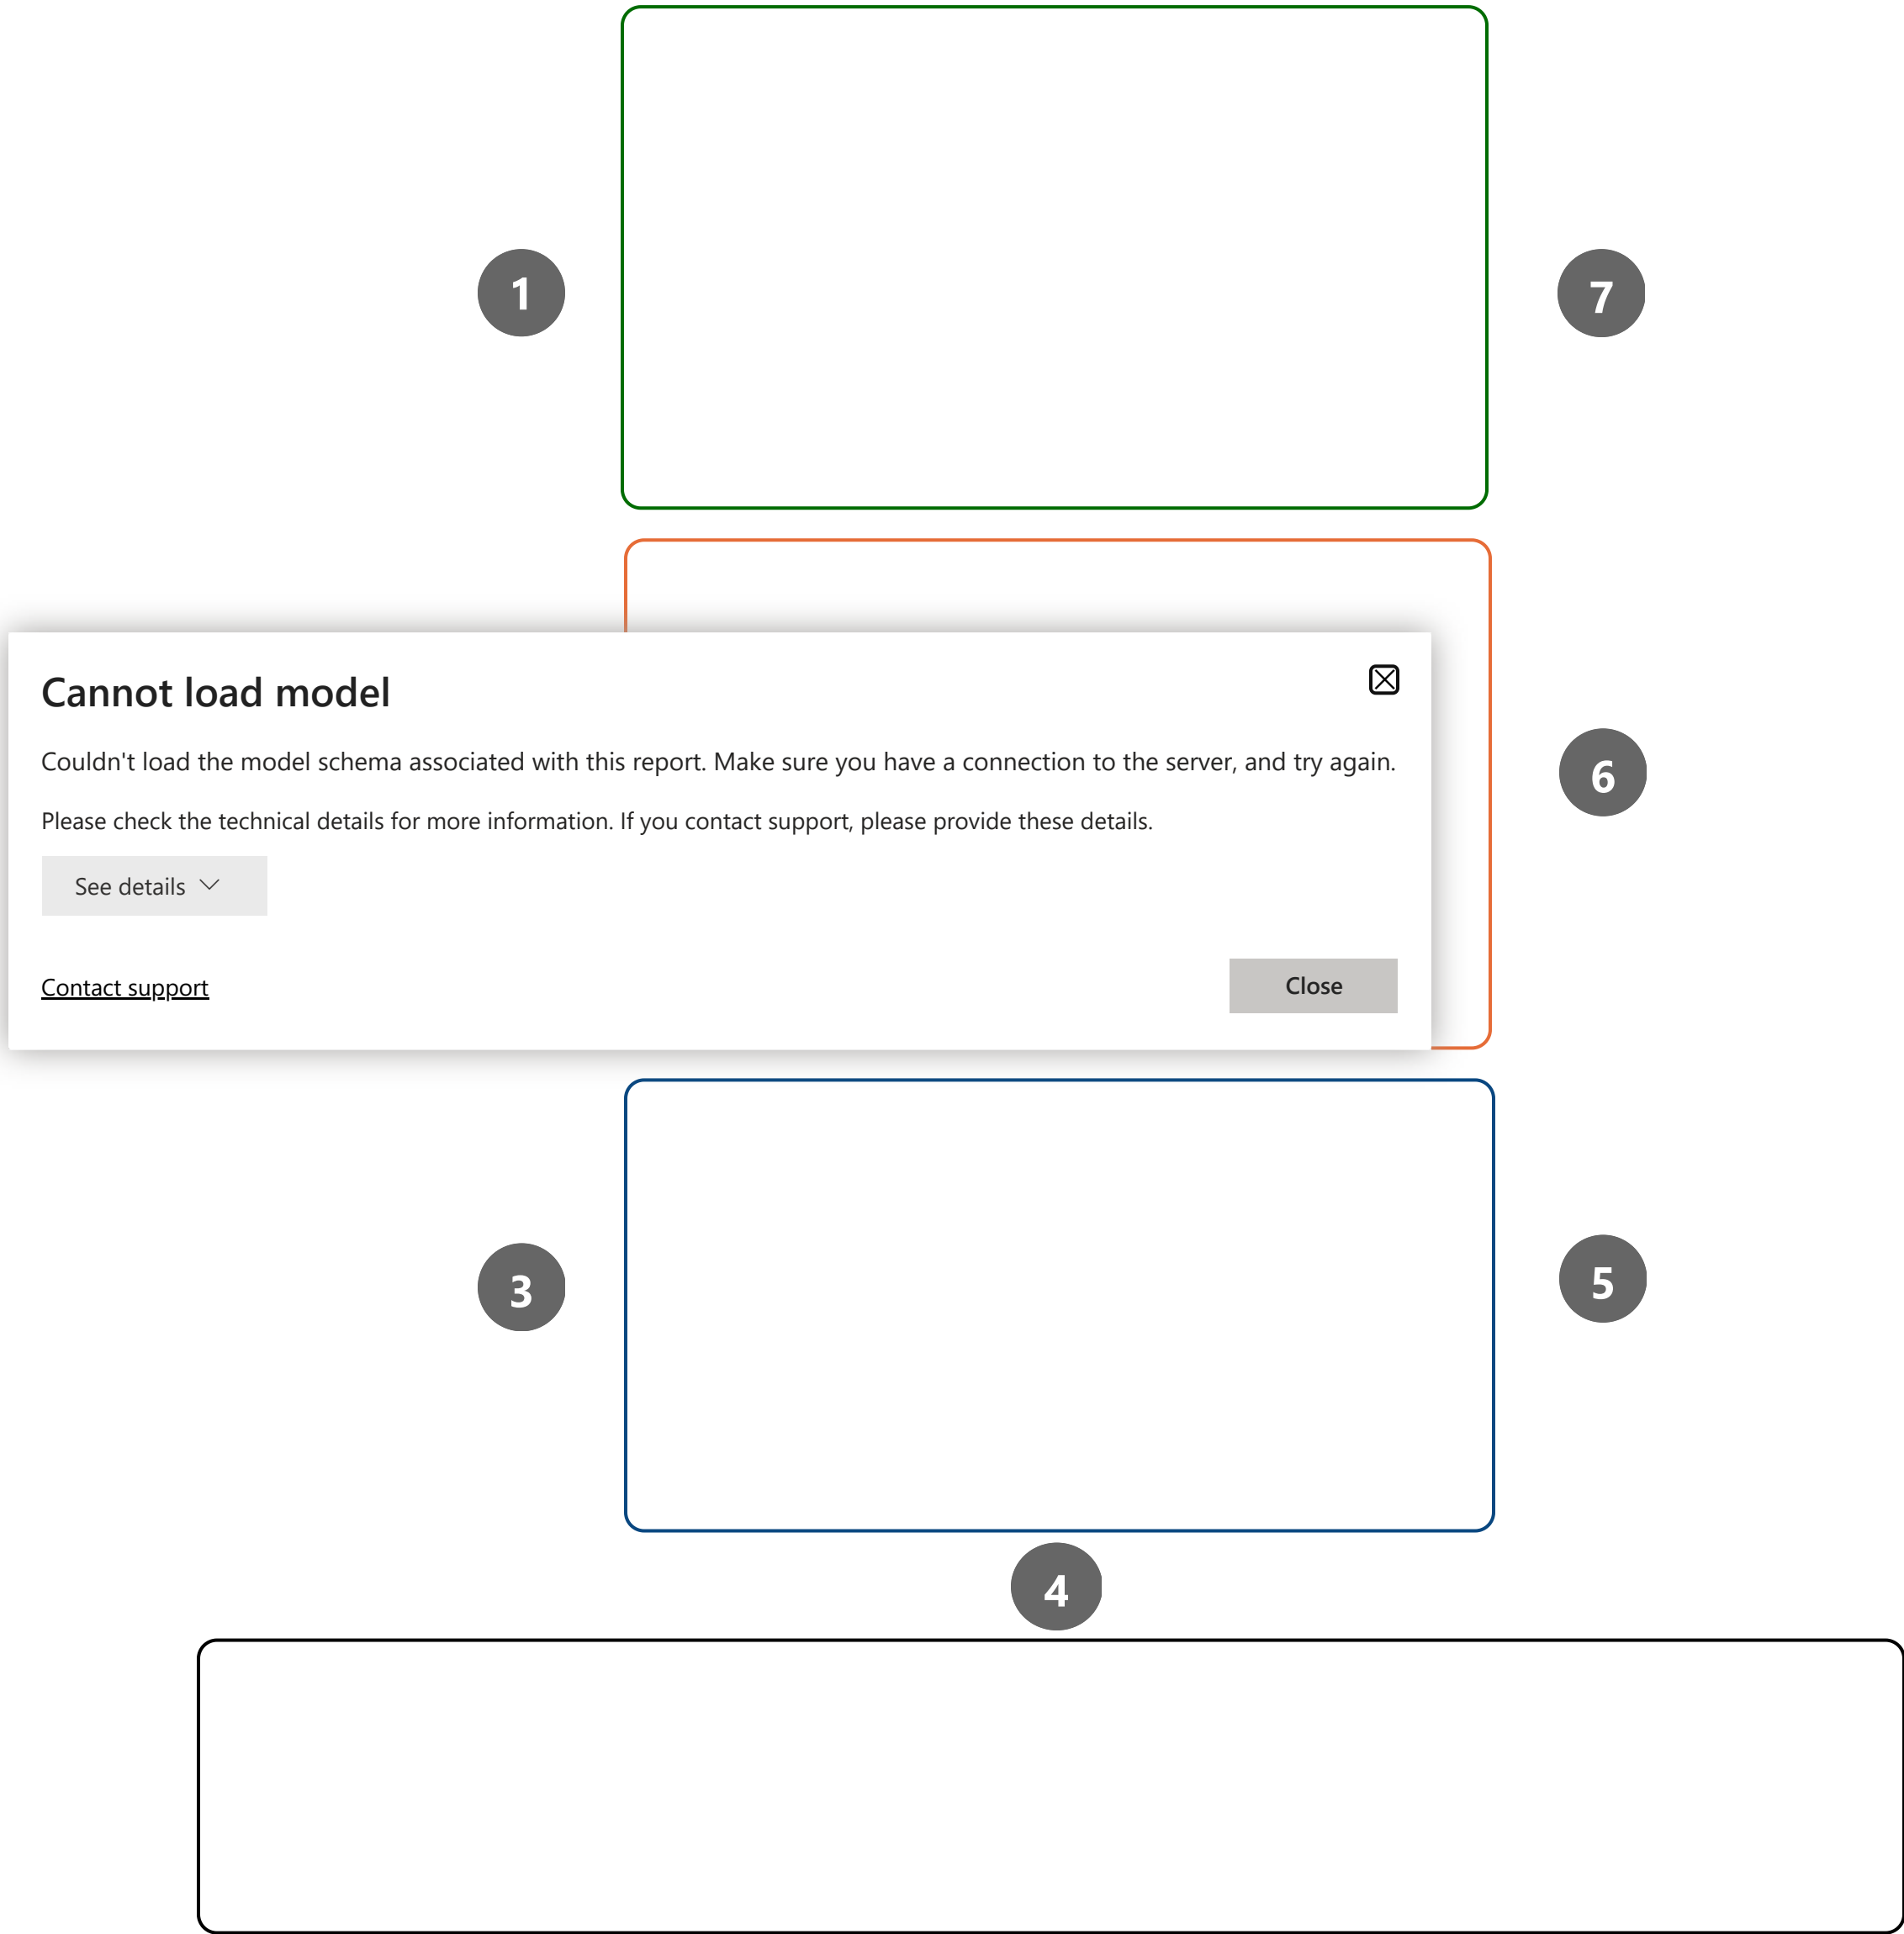 1
7
Cannot load model
Couldn't load the model schema associated with this report. Make sure you have a connection to the server, and try again.
Please check the technical details for more information. If you contact support, please provide these details.
See details
Contact support
Close
6
3
5
4